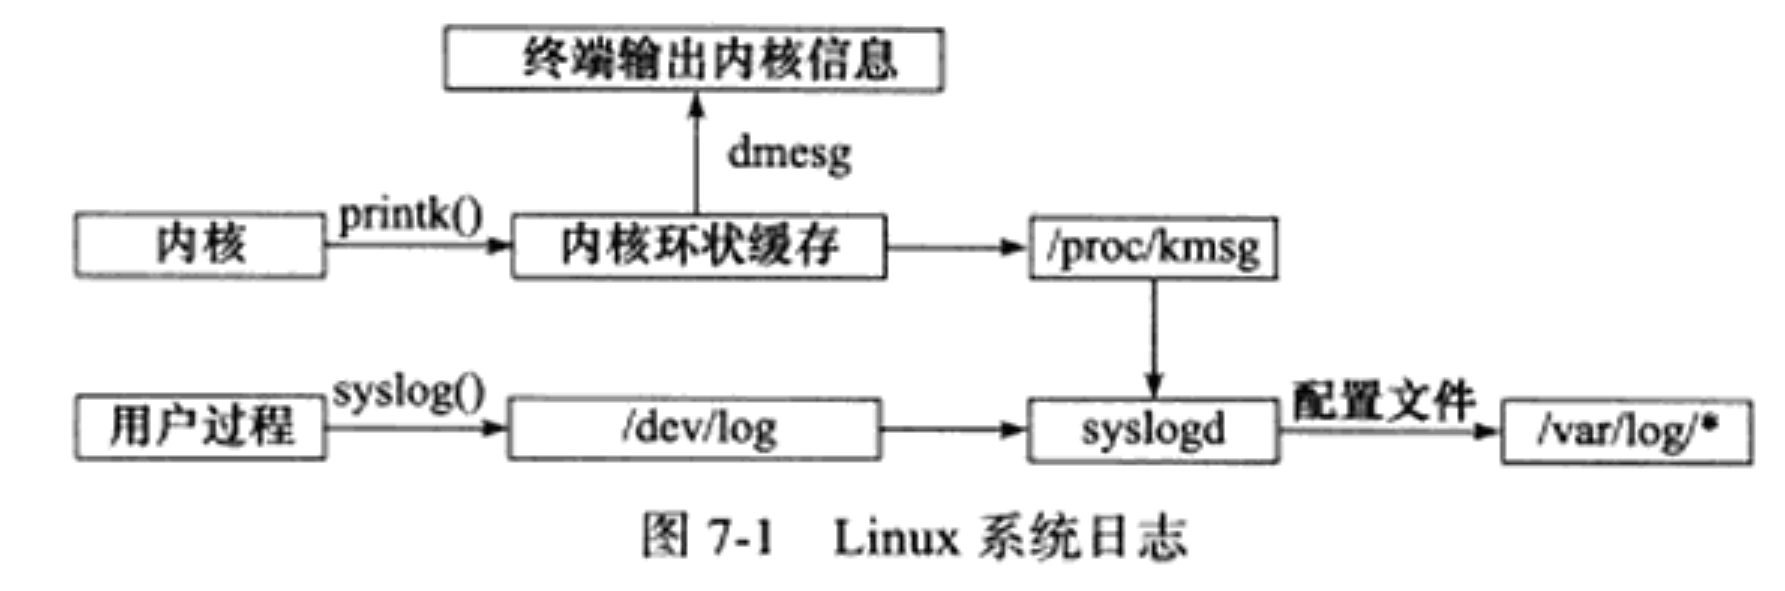 终端输出内核信息
dmesg
内核
printk()
内核环状缓存
/proc/kmsg
用户过程
syslog()
/dev/log
syslogd
配置文件
/var/log/*
图 7-1 Linux 系统日志